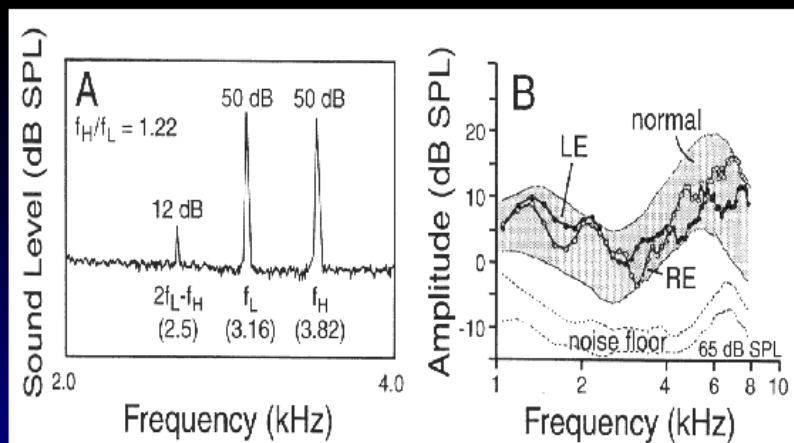 A
Sound Level (dB SPL)
50 dB 50 dB
fH/fL = 1.22
12 dB
2fL-fH fL fH
(2.5) (3.16) (3.82)
2.0 4.0
Frequency (kHz)
B
Amplitude (dB SPL)
20
10
0
-10
normal
LE
RE
noise floor
65 dB SPL
1 2 4 6 8 10
Frequency (kHz)